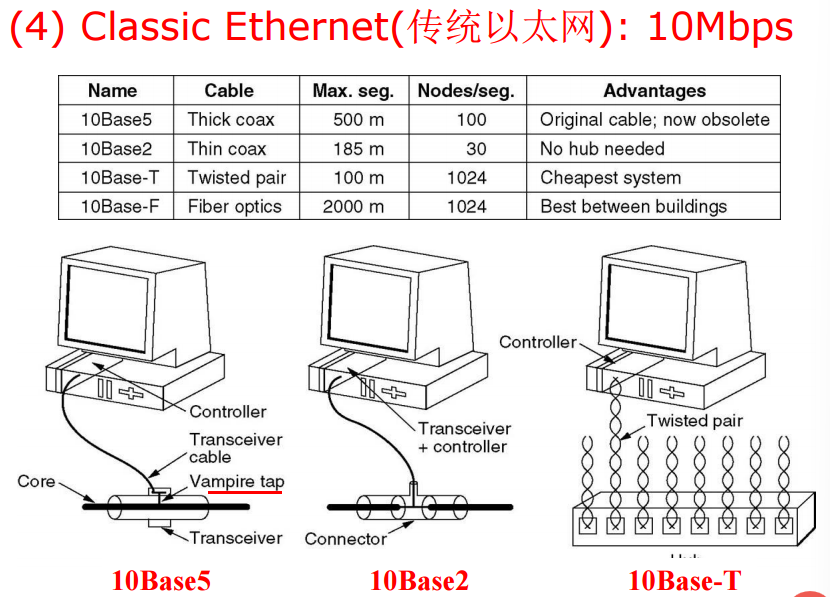 (4) Classic Ethernet(传统以太网): 10Mbps
Name Cable Max. seg. Nodes/seg. Advantages
10Base5 Thick coax 500 m 100 Original cable; now obsolete
10Base2 Thin coax 185 m 30 No hub needed
10Base-T Twisted pair 100 m 1024 Cheapest system
10Base-F Fiber optics 2000 m 1024 Best between buildings
Controller
Transceiver
cable
Core
Vampire tap
Transceiver
10Base5
Transceiver
+ controller
Connector
10Base2
Controller
Twisted pair
10Base-T